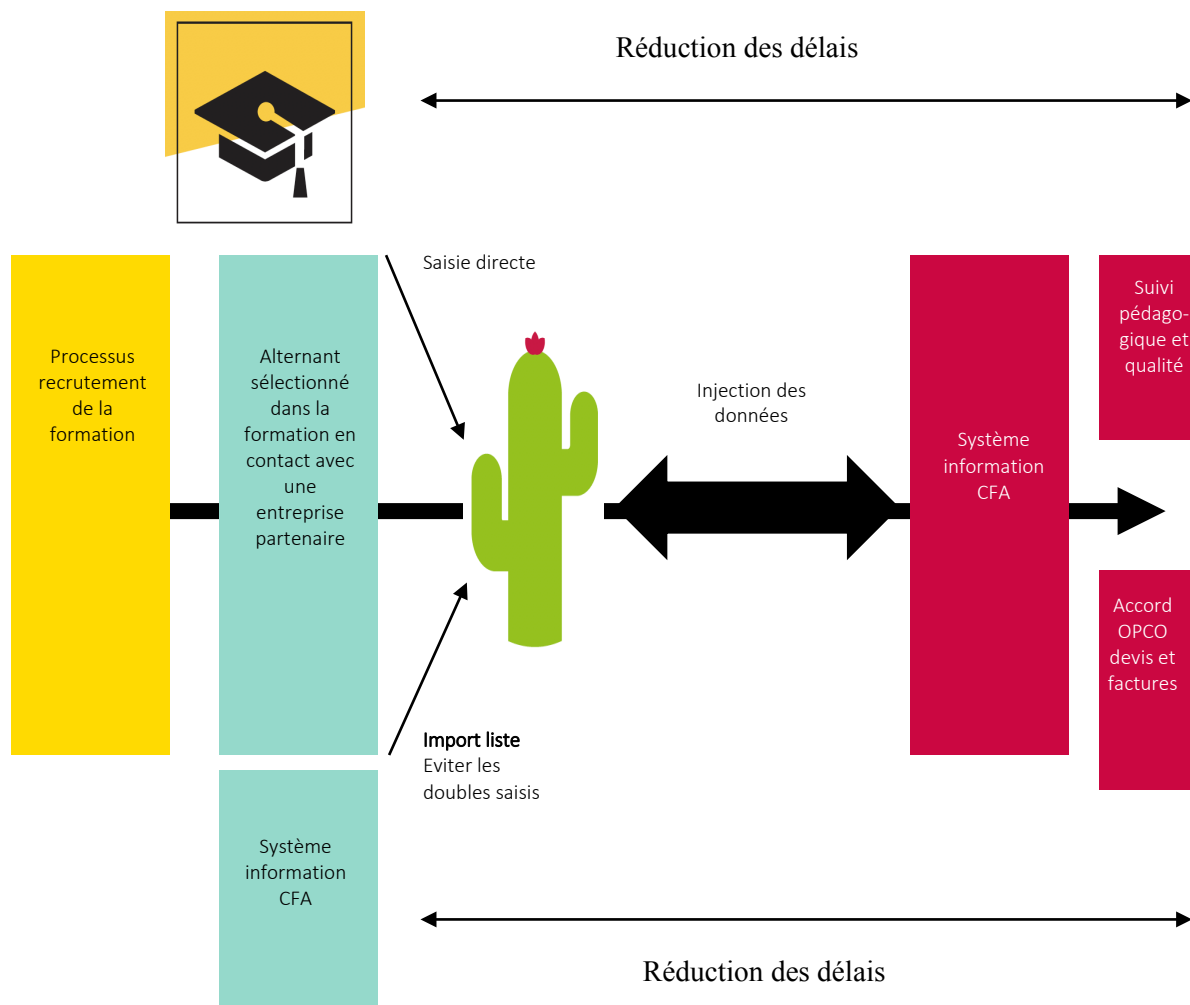 Réduction des délais
Processus
recrutement
de la
formation
Alternant
sélectionné
dans la
formation en
contact avec
une
entreprise
partenaire
Saisie directe
Injection des
données
Système
information
CFA
Suivi
pédago-
gique et
qualité
Accord
OPCO
devis et
factures
Import liste
Eviter les
doubles saisis
Système
information
CFA
Réduction des délais